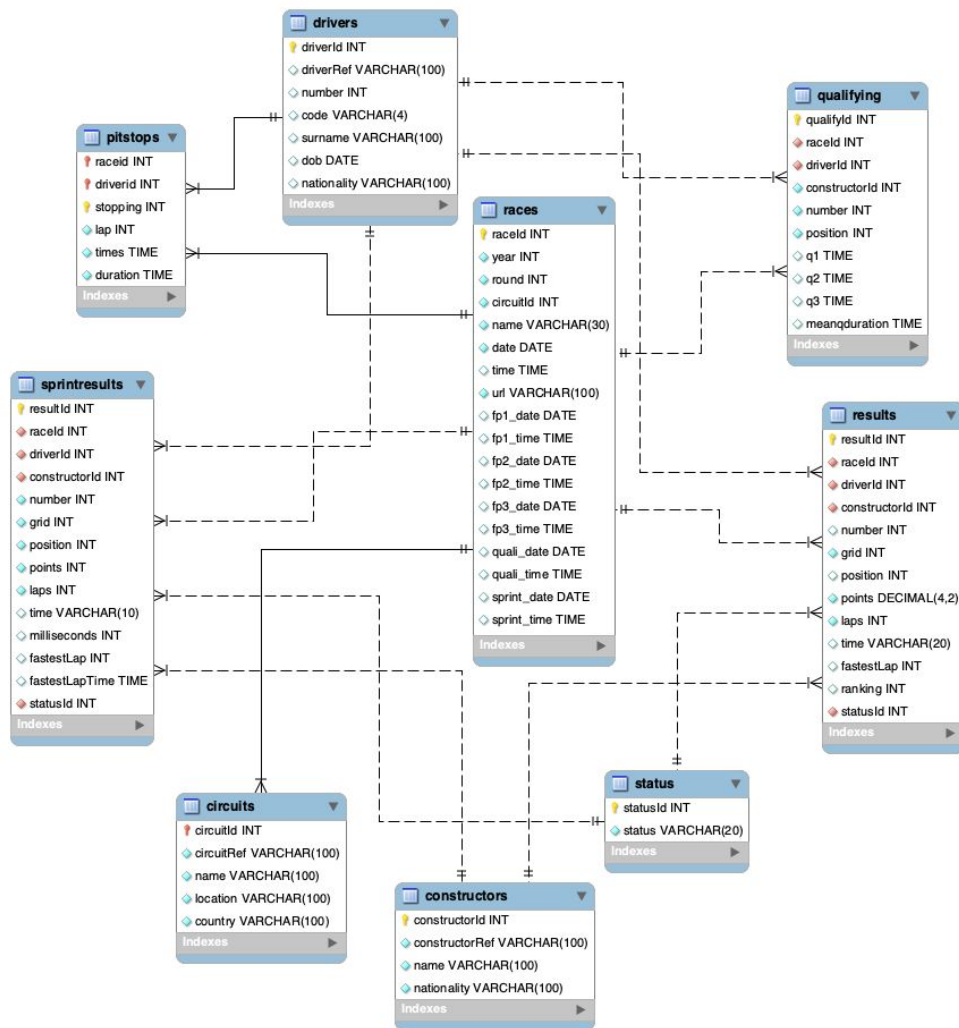 drivers
driverId INT
driverRef VARCHAR(100)
number INT
code VARCHAR(4)
surname VARCHAR(100)
dob DATE
nationality VARCHAR(100)
Indexes
pitstops
raceid INT
driverid INT
stopping INT
lap INT
times TIME
duration TIME
Indexes
qualifying
qualifyId INT
raceId INT
driverId INT
constructorId INT
number INT
position INT
q1 TIME
q2 TIME
q3 TIME
meanqduration TIME
Indexes
races
raceId INT
year INT
round INT
circuitId INT
name VARCHAR(30)
date DATE
time TIME
url VARCHAR(100)
fp1_date DATE
fp1_time TIME
fp2_date DATE
fp2_time TIME
fp3_date DATE
fp3_time TIME
quali_date DATE
quali_time TIME
sprint_date DATE
sprint_time TIME
Indexes
sprintresults
resultId INT
raceId INT
driverId INT
constructorId INT
number INT
grid INT
position INT
points INT
laps INT
time VARCHAR(10)
milliseconds INT
fastestLap INT
fastestLapTime TIME
statusId INT
Indexes
results
resultId INT
raceId INT
driverId INT
constructorId INT
number INT
grid INT
position INT
points DECIMAL(4,2)
laps INT
time VARCHAR(20)
fastestLap INT
ranking INT
statusId INT
Indexes
circuits
circuitId INT
circuitRef VARCHAR(100)
name VARCHAR(100)
location VARCHAR(100)
country VARCHAR(100)
Indexes
status
statusId INT
status VARCHAR(20)
Indexes
constructors
constructorId INT
constructorRef VARCHAR(100)
name VARCHAR(100)
nationality VARCHAR(100)
Indexes